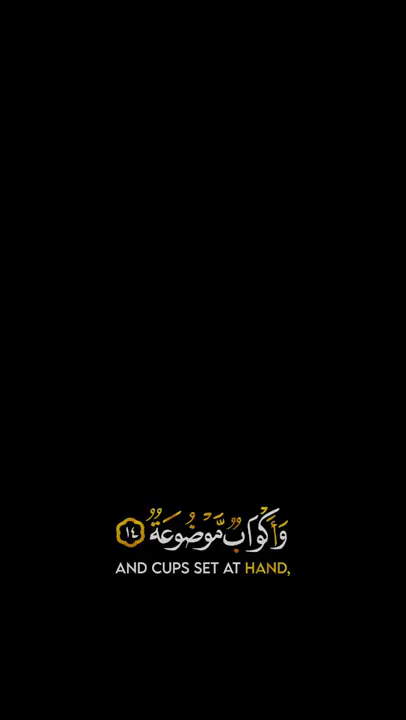 وَأَكْوَابٌ مَّوْضُوعَةٌ ١٤
AND CUPS SET AT HAND,